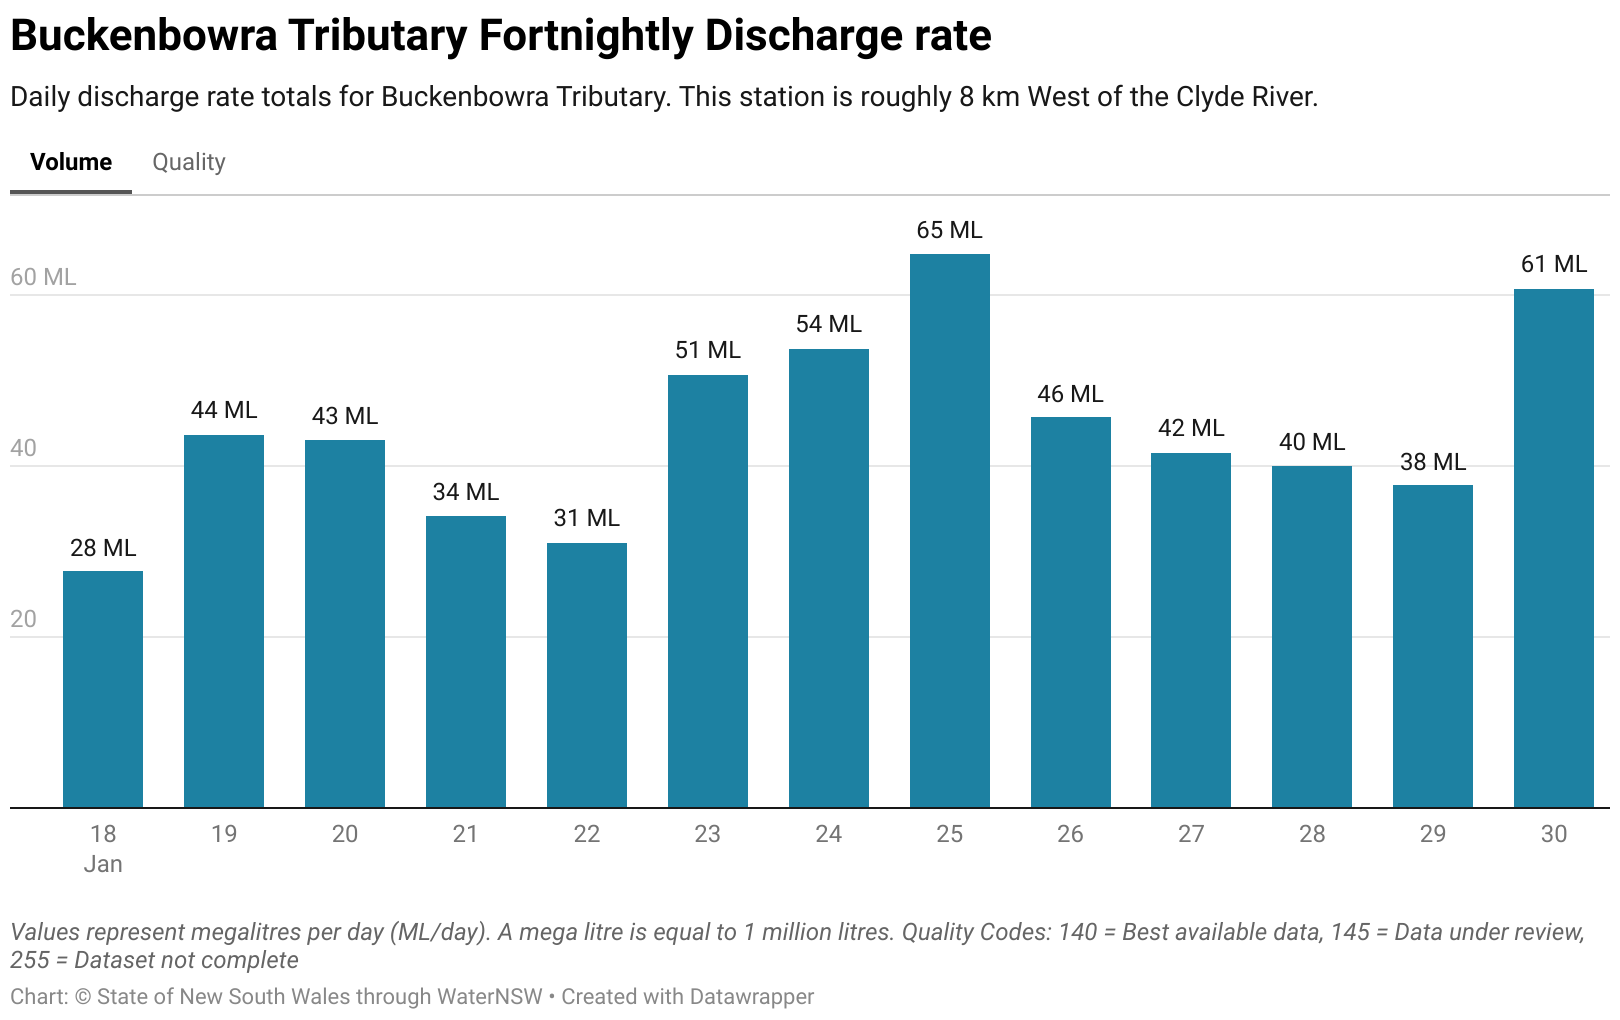 Buckenbowra Tributary Fortnightly Discharge rate
Daily discharge rate totals for Buckenbowra Tributary. This station is roughly 8 km West of the Clyde River.
Volume Quality
65 ML
60 ML
61 ML
54 ML
51 ML
46 ML
44 ML
43 ML
42 ML
40
40 ML
38 ML
34 ML
31 ML
28 ML
20
18 19 20 21 22 23 24 25 26 27 28 29 30
Jan
Values represent megalitres per day (ML/day). A mega litre is equal to 1 million litres. Quality Codes: 140 = Best available data, 145 = Data under review,
255 = Dataset not complete
Chart: © State of New South Wales through WaterNSW • Created with Datawrapper